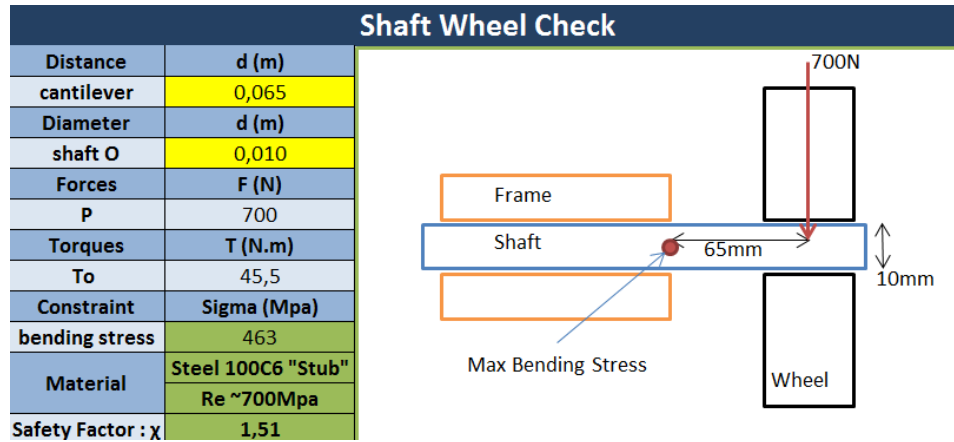 Shaft Wheel Check
Distance d (m)
cantilever 0,065
Diameter d (m)
shaft O 0,010
Forces F (N)
P 700
Torques T (N.m)
To 45,5
Constraint Sigma (Mpa)
bending stress 463
Material Steel 100C6 "Stub"
Re ~700Mpa
Safety Factor : χ 1,51
700N
Frame
Shaft
65mm
10mm
Max Bending Stress
Wheel